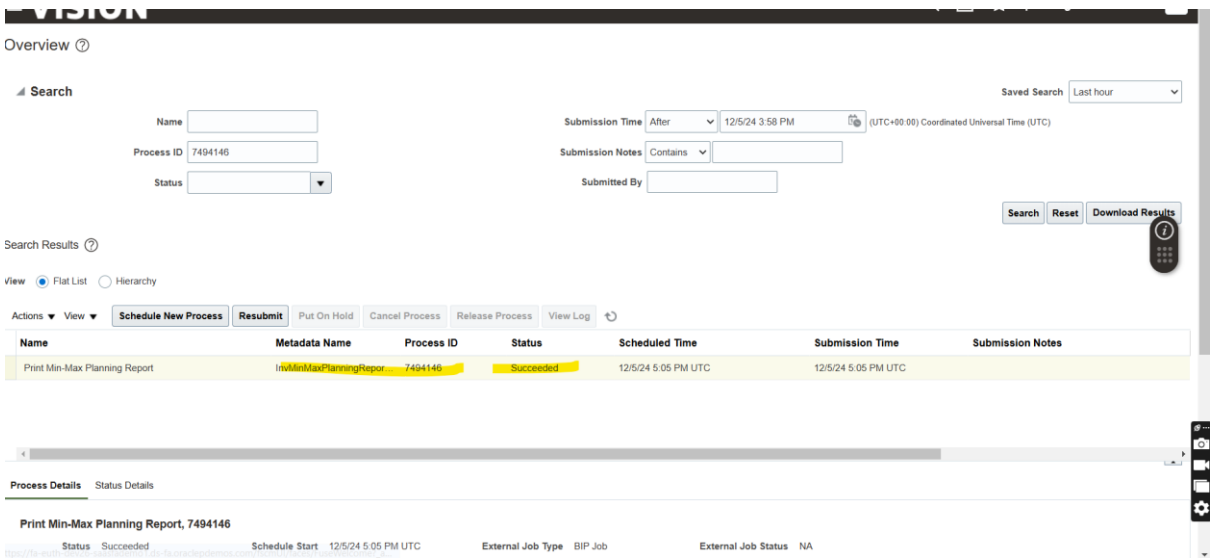 VISION
Overview
Search
Saved Search Last hour
Name Submission Time After 12/5/24 3:58 PM (UTC+00:00) Coordinated Universal Time (UTC)
Process ID 7494146 Submission Notes Contains
Status Submitted By
Search Reset Download Results
Search Results
View Flat List Hierarchy
Actions View Schedule New Process Resubmit Put On Hold Cancel Process Release Process View Log
Name Metadata Name Process ID Status Scheduled Time Submission Time Submission Notes
Print Min-Max Planning Report InvMinMaxPlanningRepor... 7494146 Succeeded 12/5/24 5:05 PM UTC 12/5/24 5:05 PM UTC
Process Details Status Details
Print Min-Max Planning Report, 7494146
Status Succeeded Schedule Start 12/5/24 5:05 PM UTC External Job Type BIP Job External Job Status NA